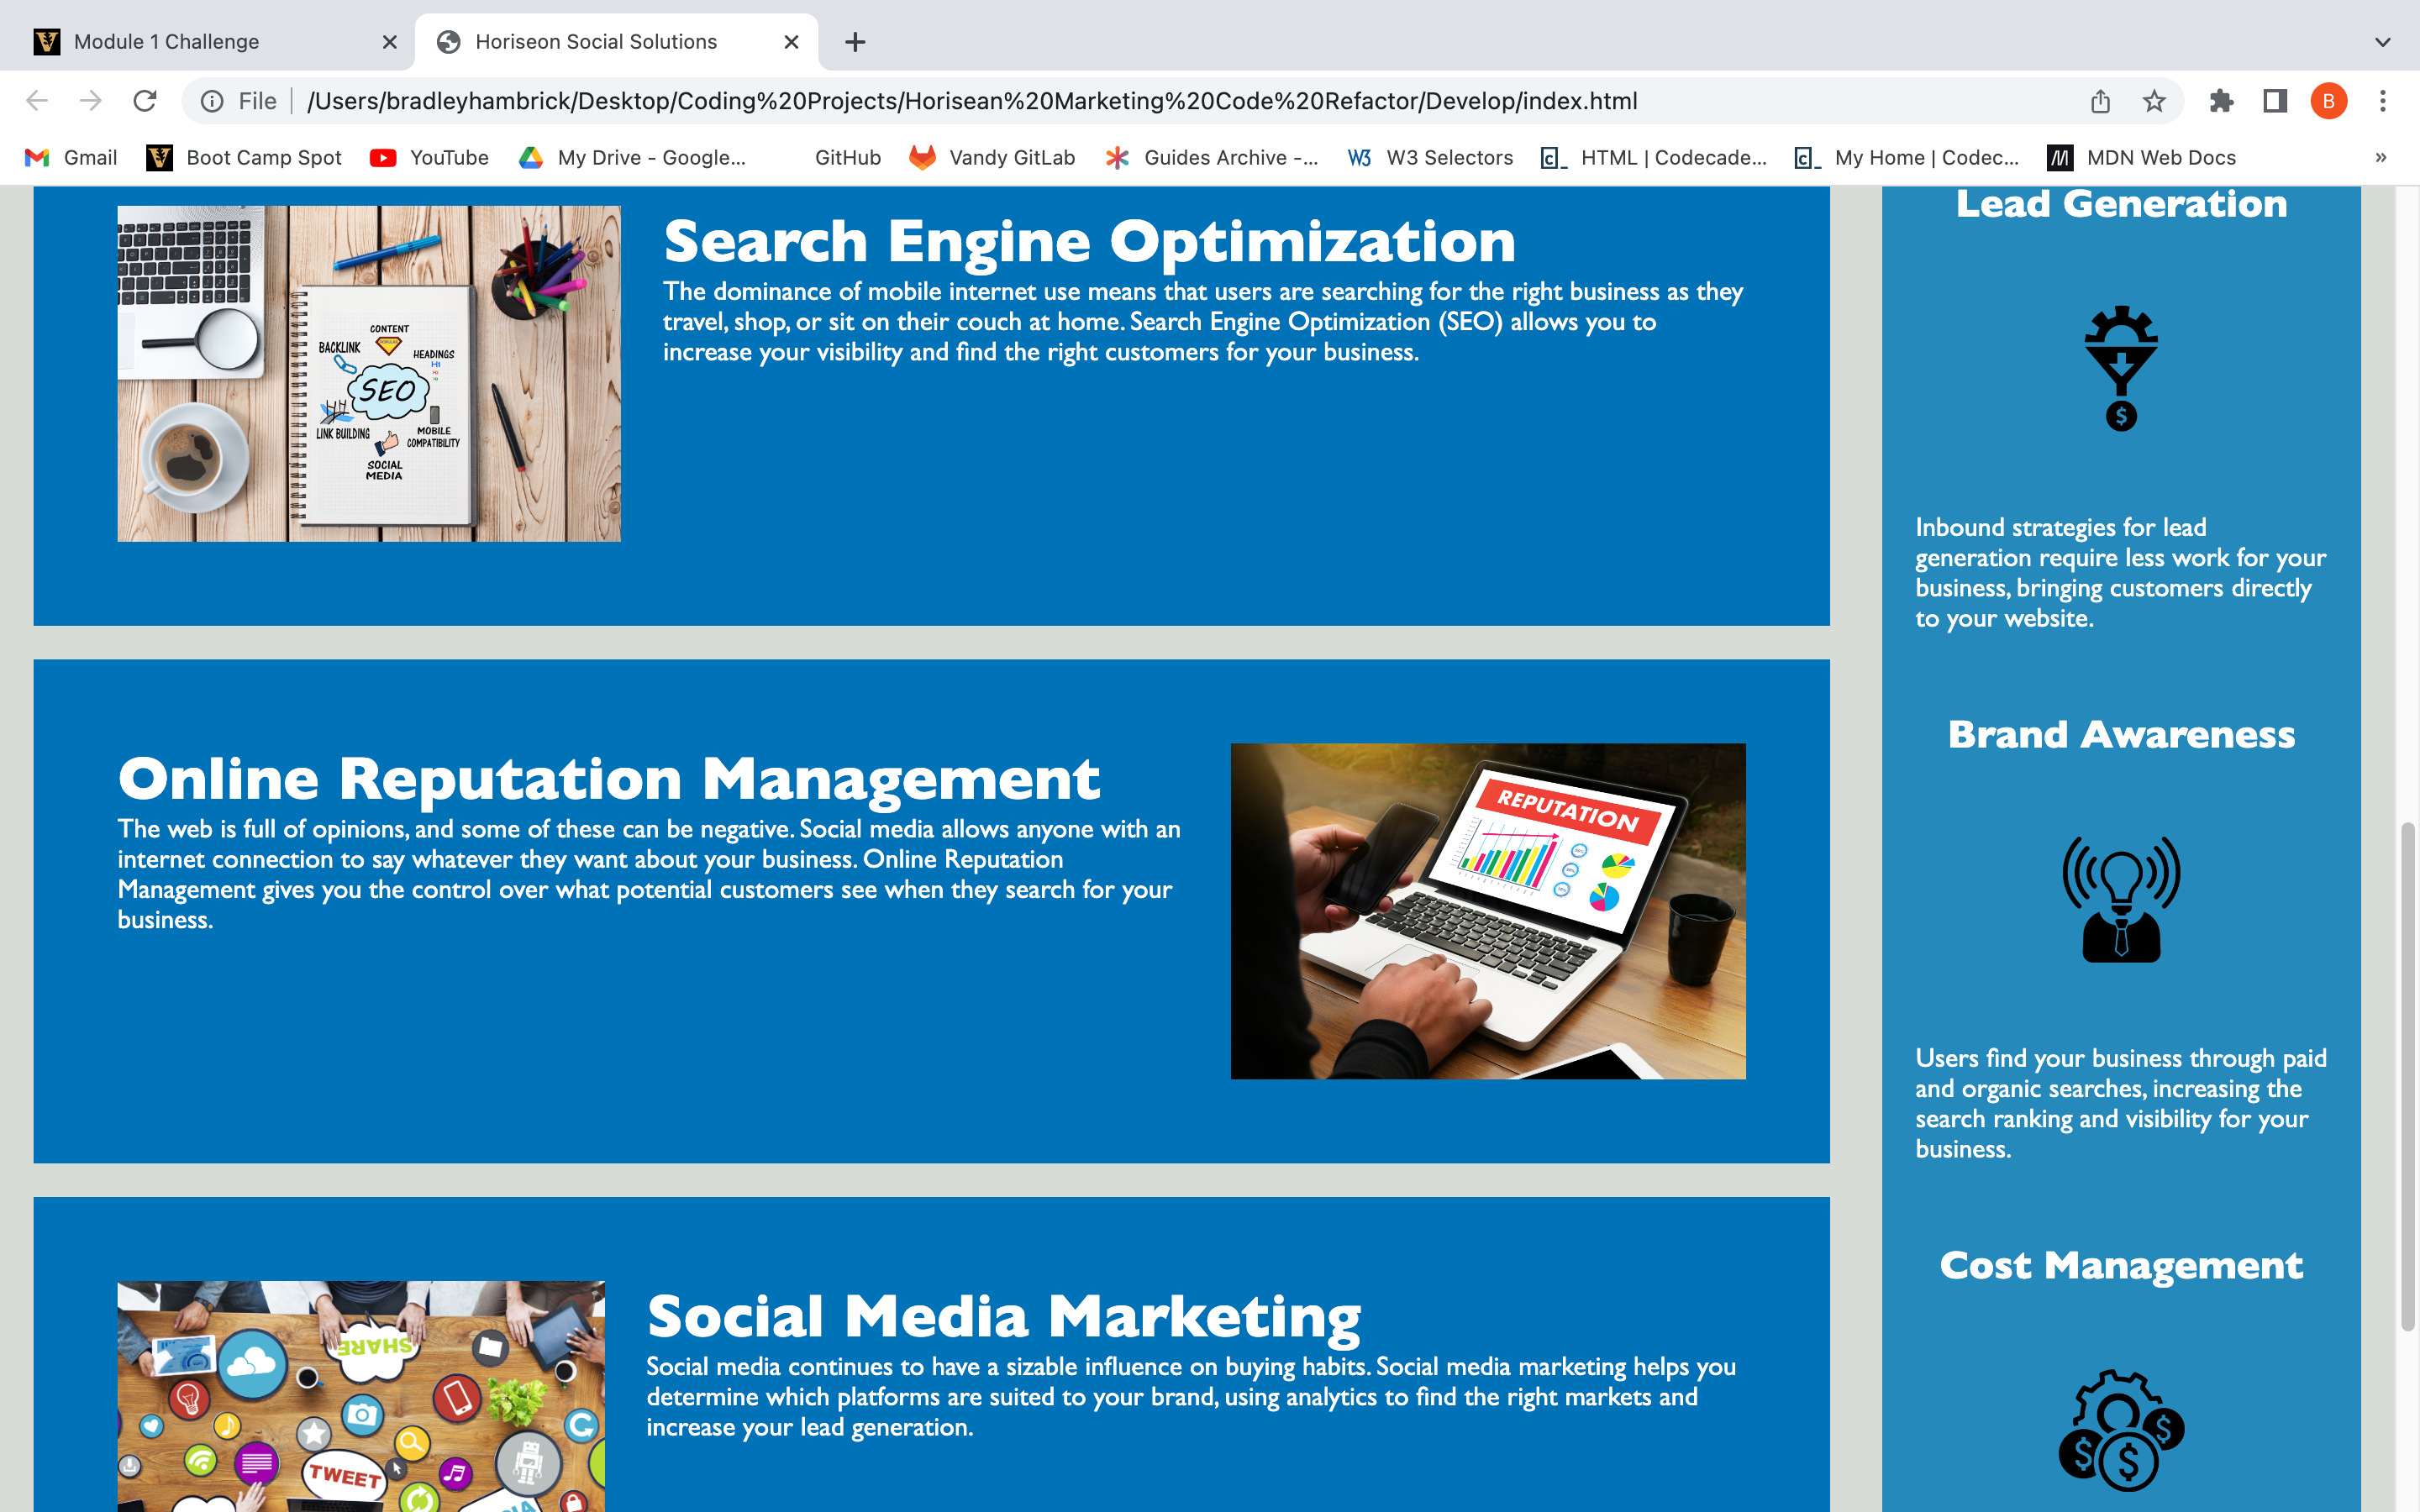 Module 1 Challenge
Horiseon Social Solutions
File
/Users/bradleyhambrick/Desktop/Coding%20Projects/Horisean%20Marketing%20Code%20Refactor/Develop/index.html
B
Gmail
Boot Camp Spot
YouTube
My Drive - Google...
GitHub
Vandy GitLab
Guides Archive -...
W3 Selectors
HTML | Codecade...
My Home | Codec...
MDN Web Docs
»
CONTENT
BACKLINK
HEADINGS
SEO
LINK BUILDING
MOBILE
COMPATIBILITY
SOCIAL
MEDIA
Search Engine Optimization
The dominance of mobile internet use means that users are searching for the right business as they
travel, shop, or sit on their couch at home. Search Engine Optimization (SEO) allows you to
increase your visibility and find the right customers for your business.
Online Reputation Management
The web is full of opinions, and some of these can be negative. Social media allows anyone with an
internet connection to say whatever they want about your business. Online Reputation
Management gives you the control over what potential customers see when they search for your
business.
REPUTATION
SHARE
TWEET
Social Media Marketing
Social media continues to have a sizable influence on buying habits. Social media marketing helps you
determine which platforms are suited to your brand, using analytics to find the right markets and
increase your lead generation.
Lead Generation
$
Inbound strategies for lead
generation require less work for your
business, bringing customers directly
to your website.
Brand Awareness
Users find your business through paid
and organic searches, increasing the
search ranking and visibility for your
business.
Cost Management
$ $ $